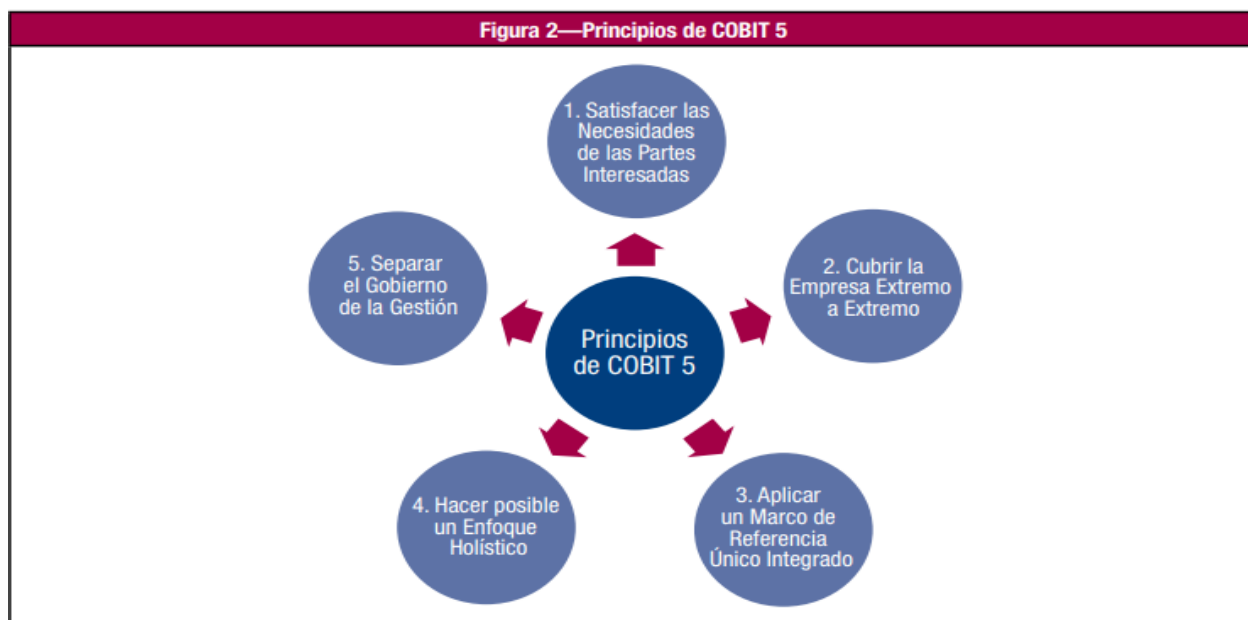 Figura 2—Principios de COBIT 5
1. Satisfacer las
Necesidades
de las Partes
Interesadas
2. Cubrir la
Empresa Extremo
a Extremo
3. Aplicar
un Marco de
Referencia
Único Integrado
4. Hacer posible
un Enfoque
Holístico
5. Separar
el Gobierno
de la Gestión
Principios
de COBIT 5